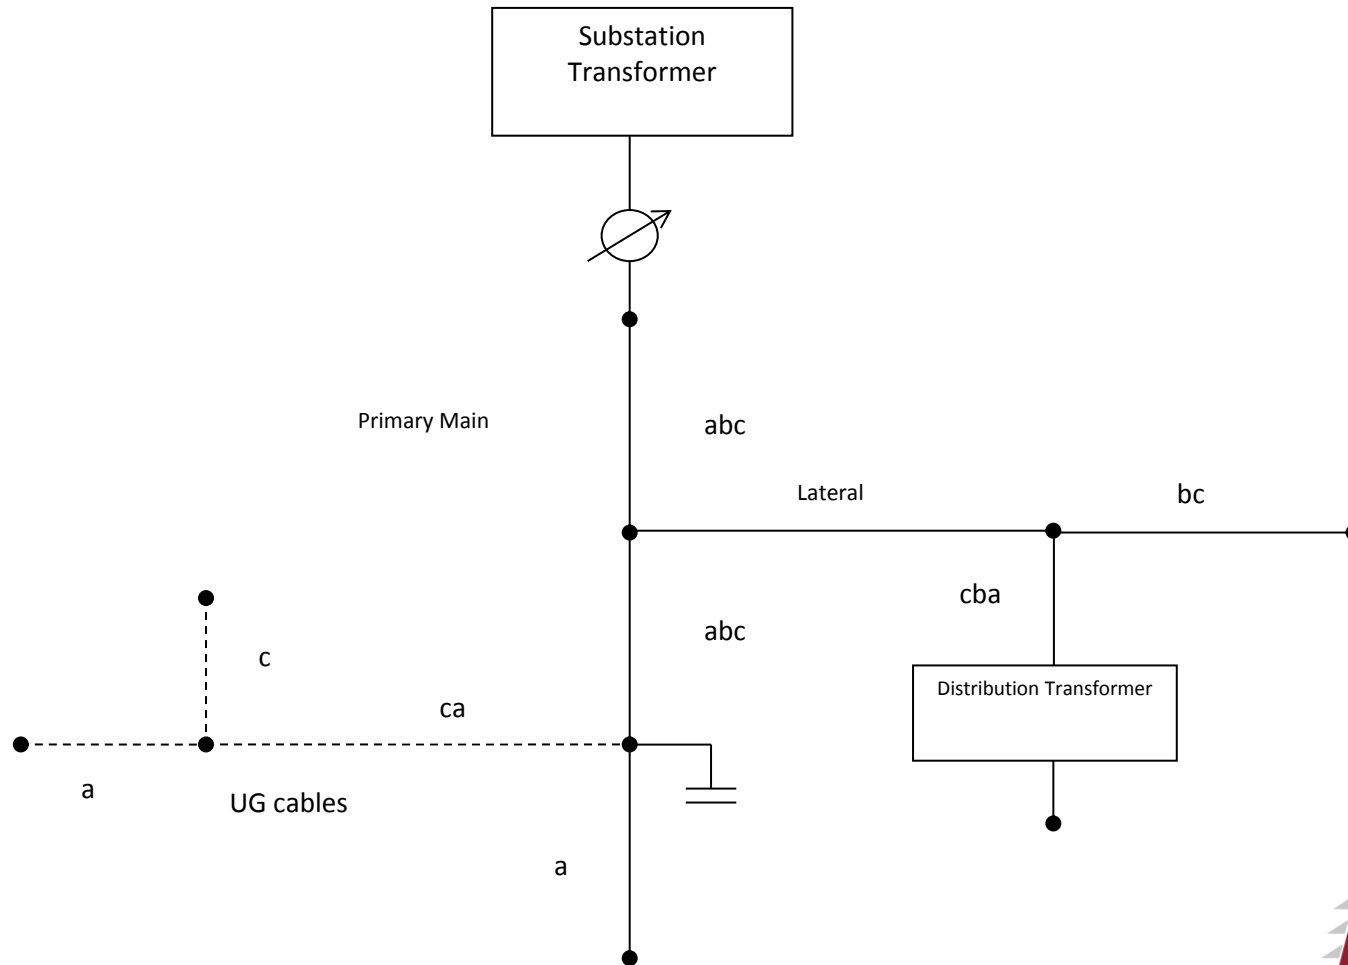 Substation
Transformer
Primary Main
abc
Lateral
bc
cba
abc
c
ca
Distribution Transformer
a
UG cables
a